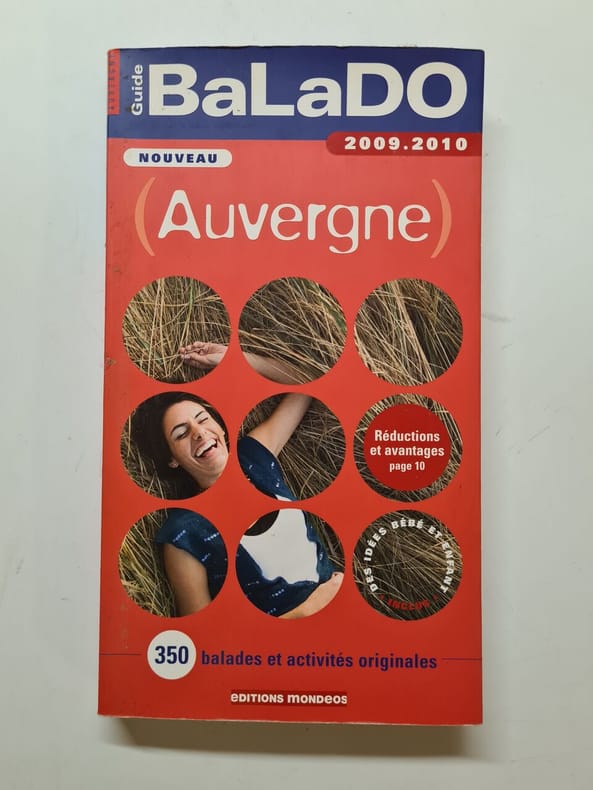 Guide
BaLaDO
2009.2010
NOUVEAU
(Auvergne)
Réductions
et avantages
page 10
DES IDÉES BÉBÉ ET ENFANT
INCLUS
350 balades et activités originales
EDITIONS MONDEOS